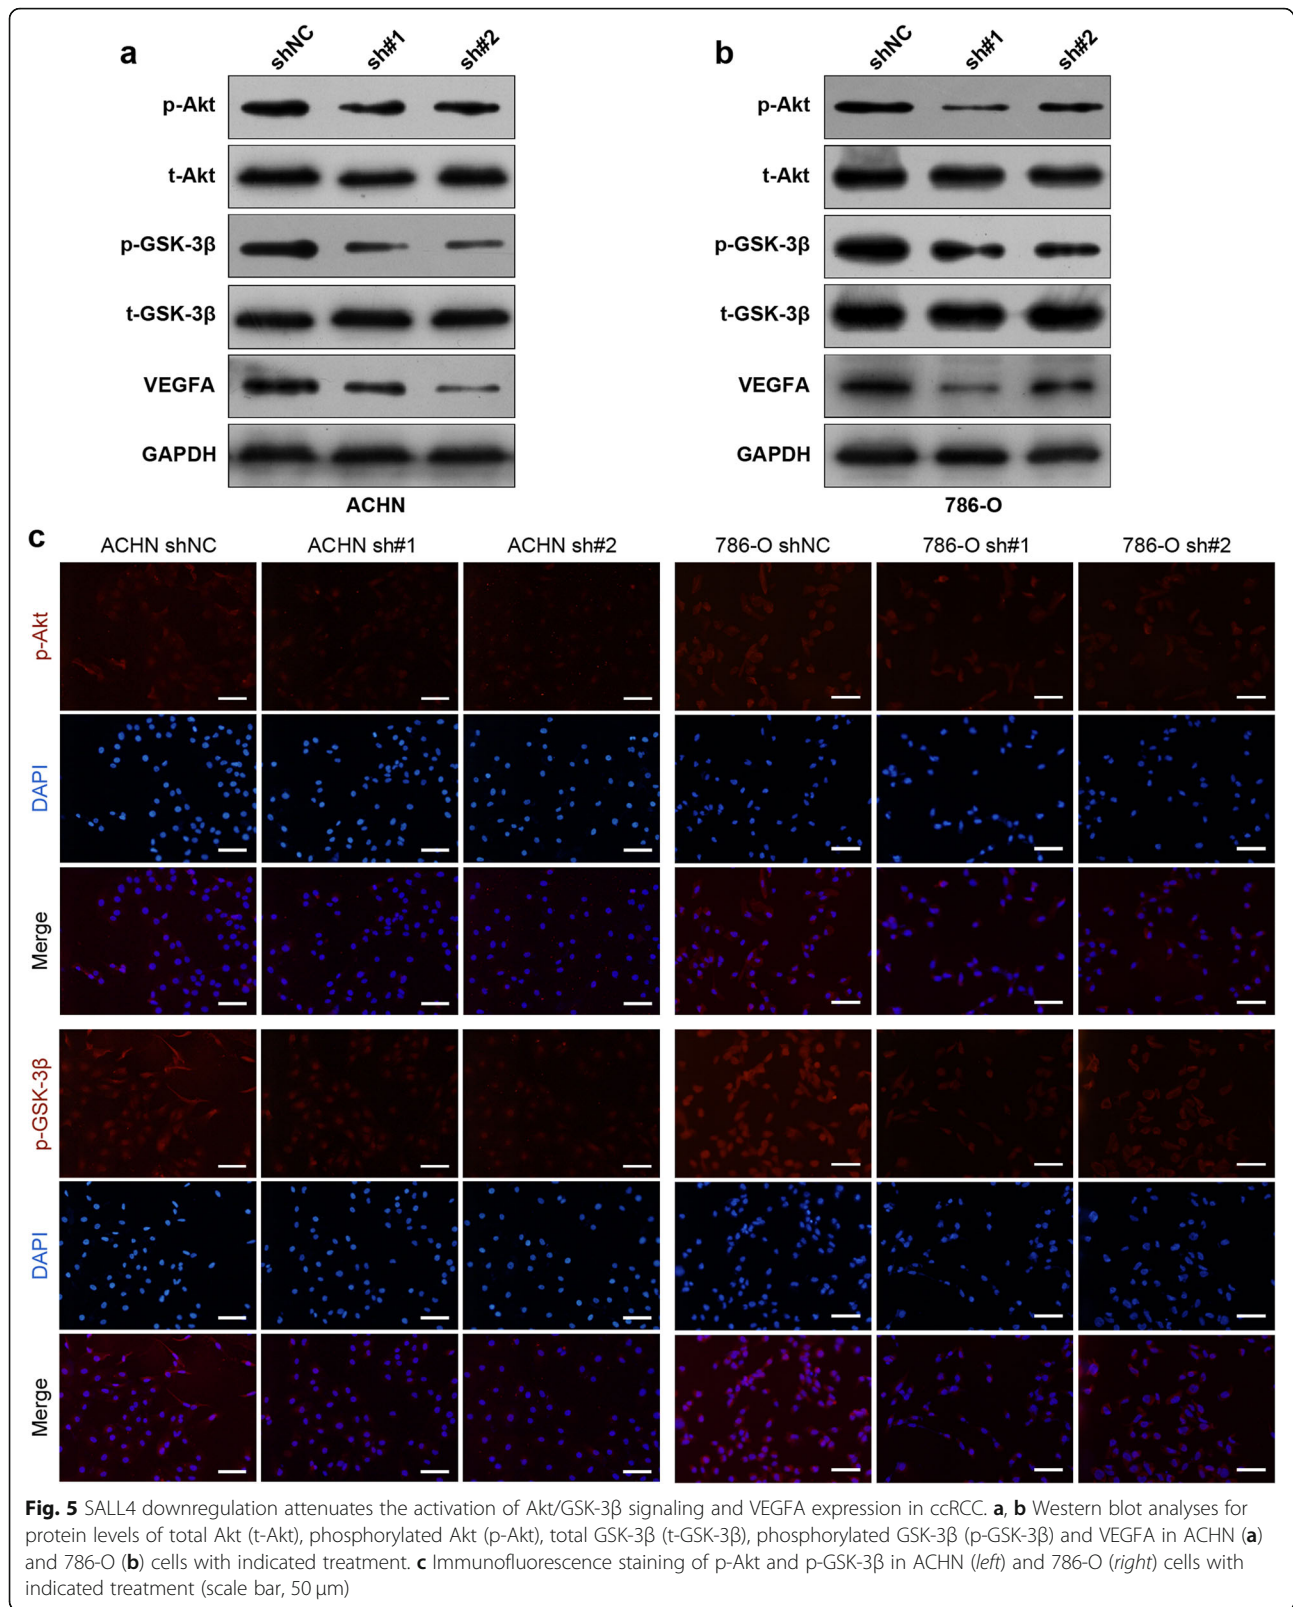 a
shNC sh#1 sh#2
p-Akt
t-Akt
p-GSK-3β
t-GSK-3β
VEGFA
GAPDH
ACHN
b
shNC sh#1 sh#2
p-Akt
t-Akt
p-GSK-3β
t-GSK-3β
VEGFA
GAPDH
786-O
c
ACHN shNC ACHN sh#1 ACHN sh#2 786-O shNC 786-O sh#1 786-O sh#2
p-Akt
DAPI
Merge
p-GSK-3β
DAPI
Merge
Fig. 5 SALL4 downregulation attenuates the activation of Akt/GSK-3β signaling and VEGFA expression in ccRCC. a, b Western blot analyses for
protein levels of total Akt (t-Akt), phosphorylated Akt (p-Akt), total GSK-3β (t-GSK-3β), phosphorylated GSK-3β (p-GSK-3β) and VEGFA in ACHN (a)
and 786-O (b) cells with indicated treatment. c Immunofluorescence staining of p-Akt and p-GSK-3β in ACHN (left) and 786-O (right) cells with
indicated treatment (scale bar, 50 μm)